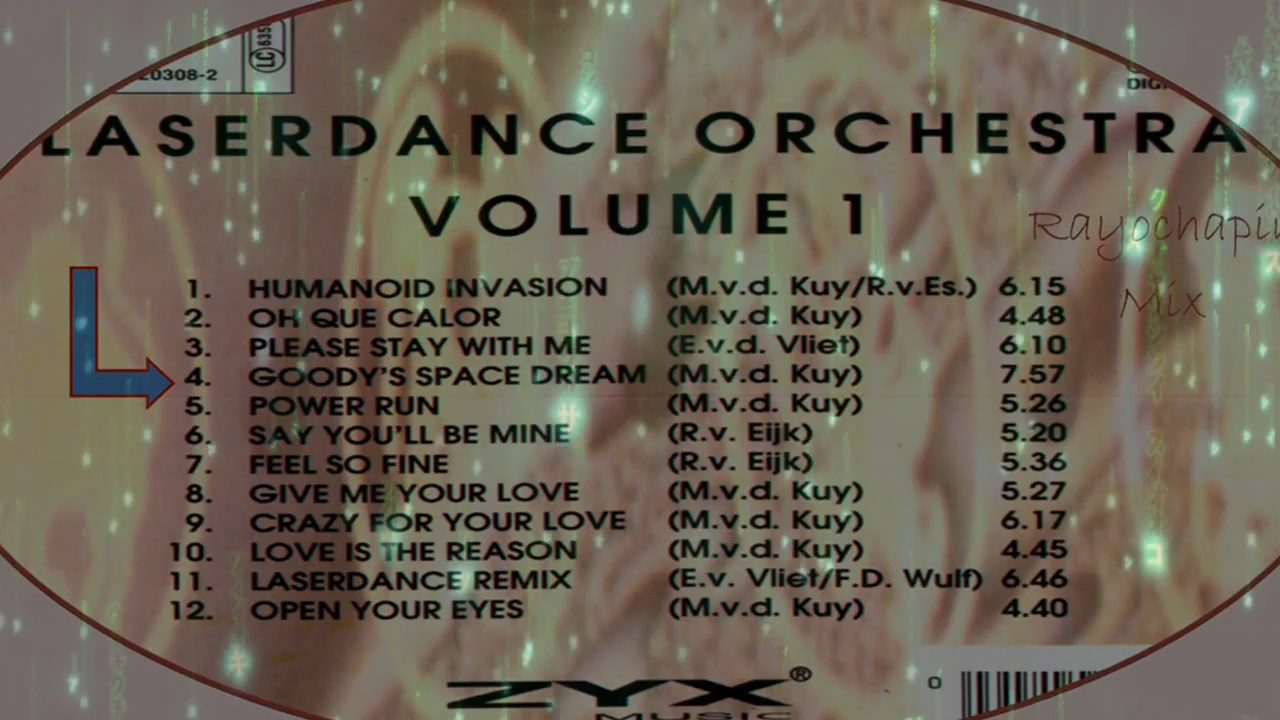 20308-2
LC 635
LASERDANCE ORCHESTRA
VOLUME 1
Rayochapin
Mix
1. HUMANOID INVASION (M.v.d. Kuy/R.v.Es.) 6.15
2. OH QUE CALOR (M.v.d. Kuy) 4.48
3. PLEASE STAY WITH ME (E.v.d. Vliet) 6.10
4. GOODY'S SPACE DREAM (M.v.d. Kuy) 7.57
5. POWER RUN (M.v.d. Kuy) 5.26
6. SAY YOU'LL BE MINE (R.v. Eijk) 5.20
7. FEEL SO FINE (R.v. Eijk) 5.36
8. GIVE ME YOUR LOVE (M.v.d. Kuy) 5.27
9. CRAZY FOR YOUR LOVE (M.v.d. Kuy) 6.17
10. LOVE IS THE REASON (M.v.d. Kuy) 4.45
11. LASERDANCE REMIX (E.v. Vliet/F.D. Wulf) 6.46
12. OPEN YOUR EYES (M.v.d. Kuy) 4.40
ZYX®
MUSIC
0